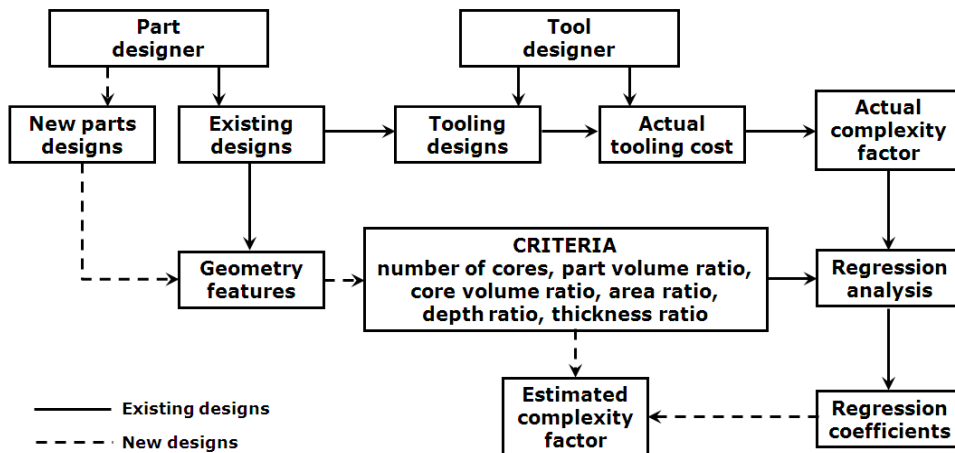 Part
designer
Tool
designer
New parts
designs
Existing
designs
Tooling
designs
Actual
tooling cost
Actual
complexity
factor
Geometry
features
CRITERIA
number of cores, part volume ratio,
core volume ratio, area ratio,
depth ratio, thickness ratio
Regression
analysis
Estimated
complexity
factor
Regression
coefficients
Existing designs
New designs